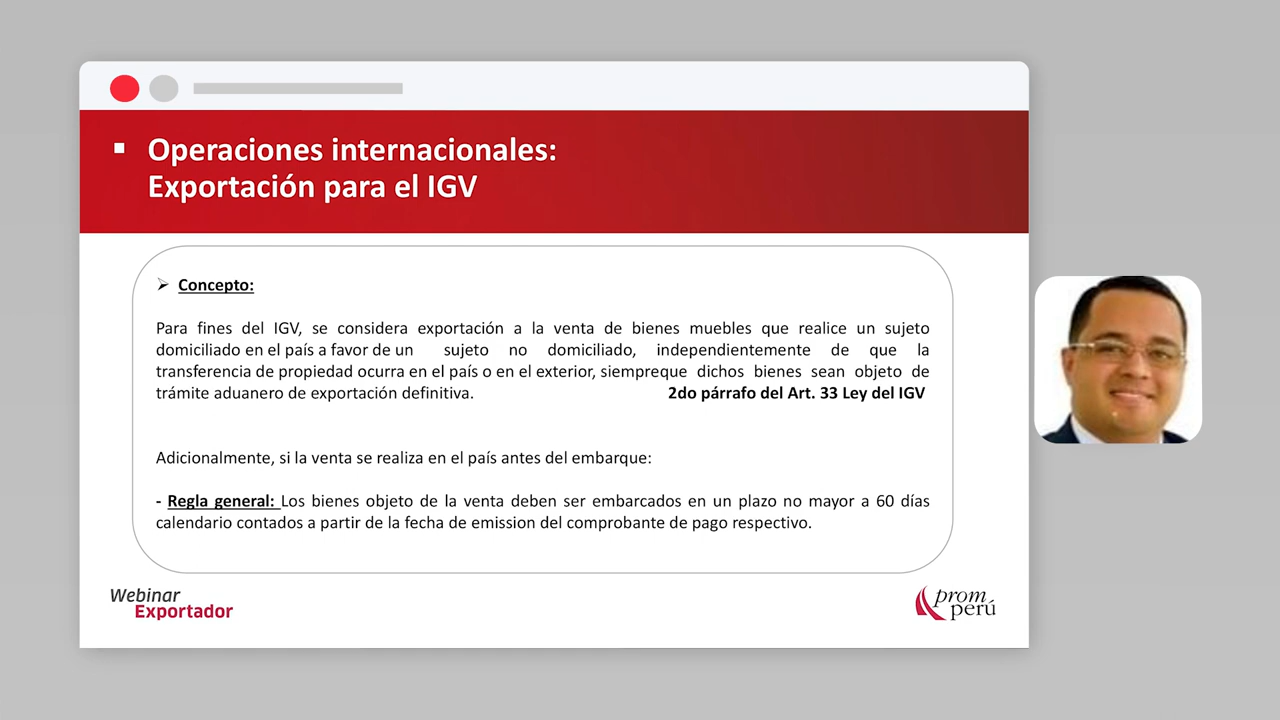 ▪ Operaciones internacionales:
Exportación para el IGV
➢ Concepto:
Para fines del IGV, se considera exportación a la venta de bienes muebles que realice un sujeto
domiciliado en el país a favor de un sujeto no domiciliado, independientemente de que la
transferencia de propiedad ocurra en el país o en el exterior, siempreque dichos bienes sean objeto de
trámite aduanero de exportación definitiva. 2do párrafo del Art. 33 Ley del IGV
Adicionalmente, si la venta se realiza en el país antes del embarque:
- Regla general: Los bienes objeto de la venta deben ser embarcados en un plazo no mayor a 60 días
calendario contados a partir de la fecha de emission del comprobante de pago respectivo.
Webinar
Exportador
prom
perú